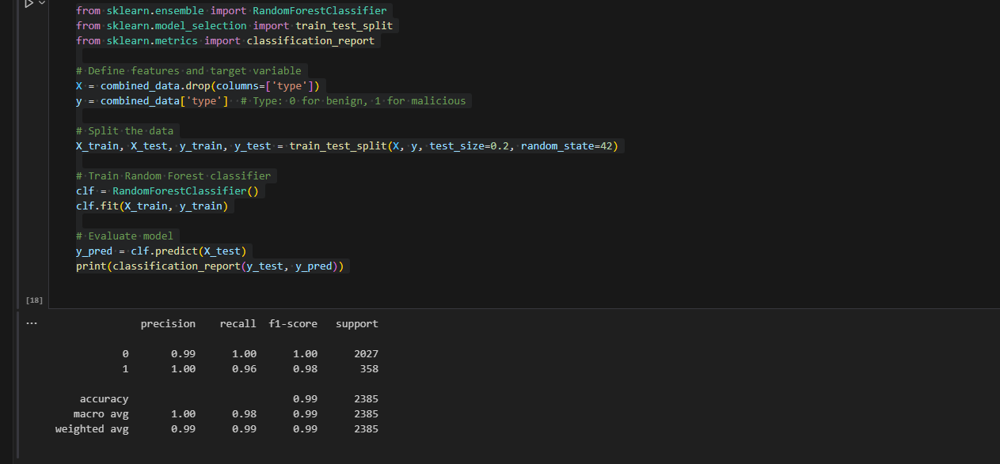 from sklearn.ensemble import RandomForestClassifier
from sklearn.model_selection import train_test_split
from sklearn.metrics import classification_report
# Define features and target variable
X = combined_data.drop(columns=['type'])
y = combined_data['type']  # Type: 0 for benign, 1 for malicious
# Split the data
X_train, X_test, y_train, y_test = train_test_split(X, y, test_size=0.2, random_state=42)
# Train Random Forest classifier
clf = RandomForestClassifier()
clf.fit(X_train, y_train)
# Evaluate model
y_pred = clf.predict(X_test)
print(classification_report(y_test, y_pred))
[18]
... precision recall f1-score support
0 0.99 1.00 1.00 2027
1 1.00 0.96 0.98 358
accuracy 0.99 2385
macro avg 1.00 0.98 0.99 2385
weighted avg 0.99 0.99 0.99 2385